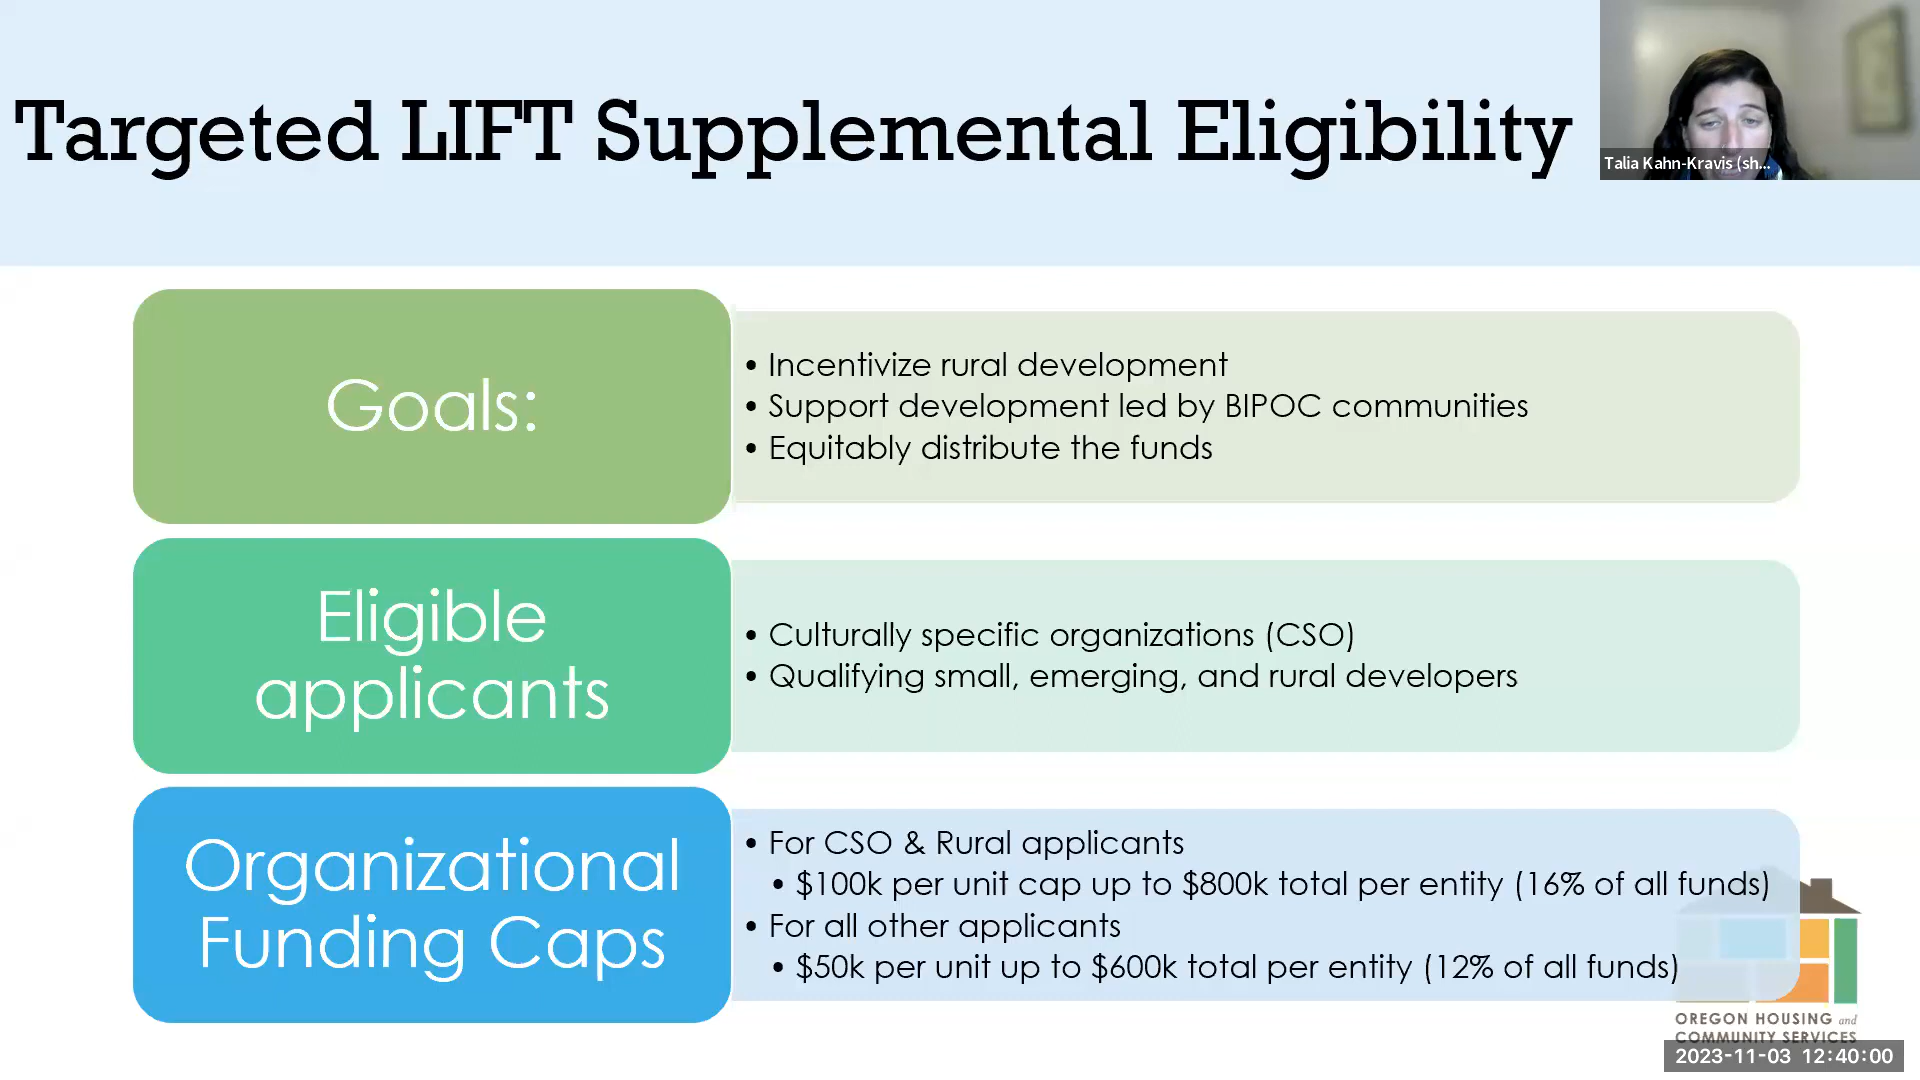 Targeted LIFT Supplemental Eligibility
Talia Kahn-Kravis (sh...
Goals:
• Incentivize rural development
• Support development led by BIPOC communities
• Equitably distribute the funds
Eligible
applicants
• Culturally specific organizations (CSO)
• Qualifying small, emerging, and rural developers
Organizational
Funding Caps
• For CSO & Rural applicants
• $100k per unit cap up to $800k total per entity (16% of all funds)
• For all other applicants
• $50k per unit up to $600k total per entity (12% of all funds)
OREGON HOUSING and
COMMUNITY SERVICES
2023-11-03 12:40:00